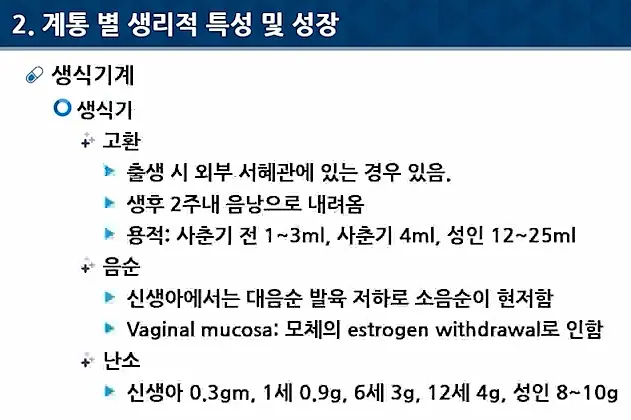 2. 계통 별 생리적 특성 및 성장
생식기계
생식기
고환
출생 시 외부 서혜관에 있는 경우 있음.
생후 2주내 음낭으로 내려옴
용적: 사춘기 전 1~3ml, 사춘기 4ml, 성인 12~25ml
음순
신생아에서는 대음순 발육 저하로 소음순이 현저함
Vaginal mucosa: 모체의 estrogen withdrawal로 인함
난소
신생아 0.3gm, 1세 0.9g, 6세 3g, 12세 4g, 성인 8~10g